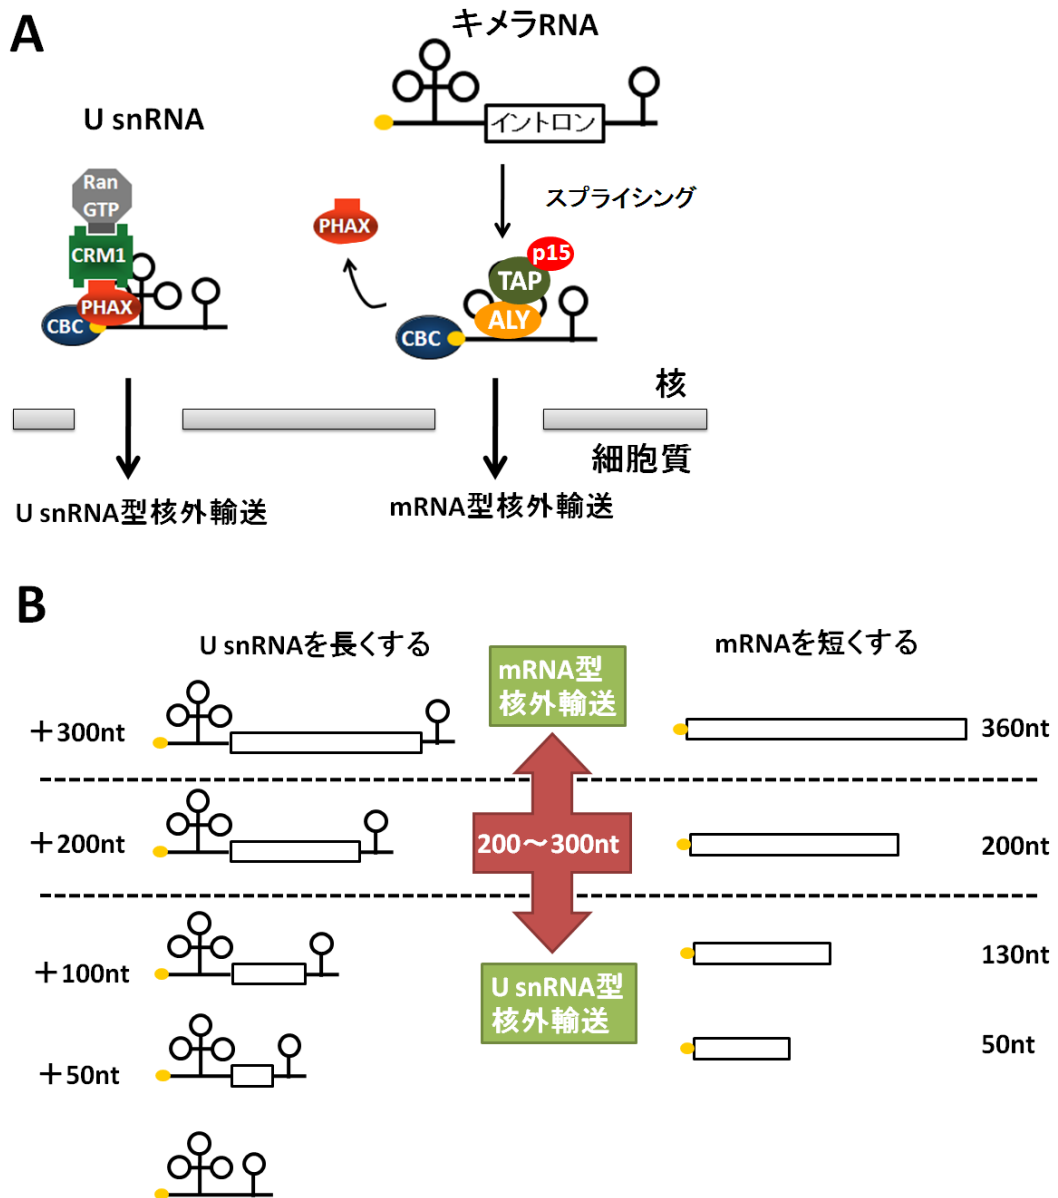 A
キメラRNA
U snRNA
イントロン
Ran
GTP
CRM1
PHAX
CBC
スプライシング
PHAX
p15
TAP
ALY
CBC
核
細胞質
U snRNA型核外輸送
mRNA型核外輸送
B
U snRNAを長くする
mRNAを短くする
mRNA型
核外輸送
＋300nt
360nt
＋200nt
200～300nt
200nt
＋100nt
130nt
U snRNA型
核外輸送
＋50nt
50nt